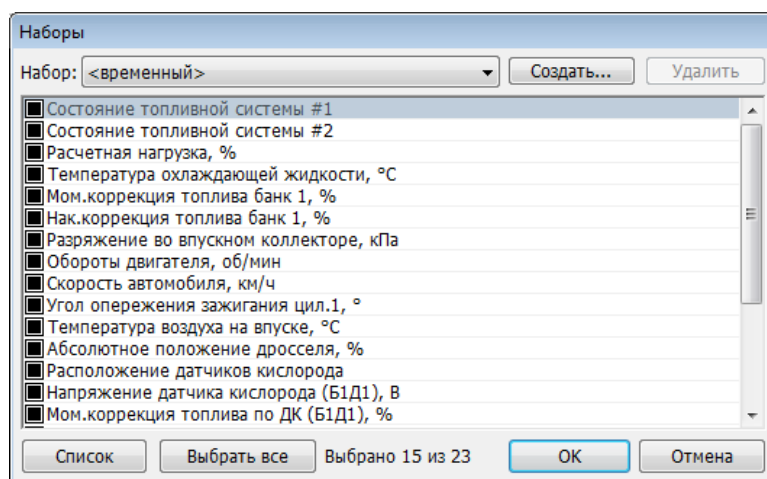 Наборы
Набор: <временный> Создать... Удалить
Состояние топливной системы #1
Состояние топливной системы #2
Расчетная нагрузка, %
Температура охлаждающей жидкости, °C
Мом.коррекция топлива банк 1, %
Нак.коррекция топлива банк 1, %
Разряжение во впускном коллекторе, кПа
Обороты двигателя, об/мин
Скорость автомобиля, км/ч
Угол опережения зажигания цил.1, °
Температура воздуха на впуске, °C
Абсолютное положение дросселя, %
Расположение датчиков кислорода
Напряжение датчика кислорода (Б1Д1), В
Мом.коррекция топлива по ДК (Б1Д1), %
Список Выбрать все Выбрано 15 из 23 OK Отмена